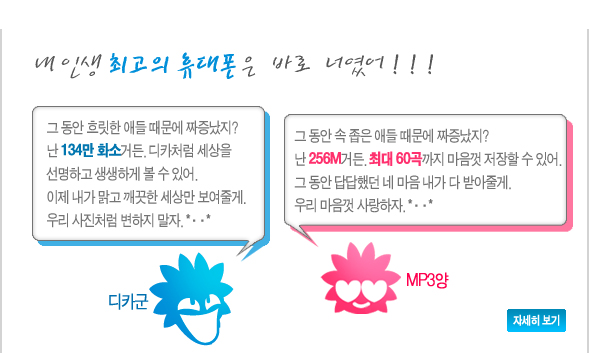 내 인생 최고의 휴대폰은 바로 너였어!!!
그 동안 흐릿한 애들 때문에 짜증났지?
난 134만 화소거든. 디카처럼 세상을
선명하고 생생하게 볼 수 있어.
이제 내가 맑고 깨끗한 세상만 보여줄게.
우리 사진처럼 변하지 말자. *··*
그 동안 속 좁은 애들 때문에 짜증났지?
난 256M거든. 최대 60곡까지 마음껏 저장할 수 있어.
그 동안 답답했던 네 마음 내가 다 받아줄게.
우리 마음껏 사랑하자. *··*
디카군
MP3양
자세히 보기